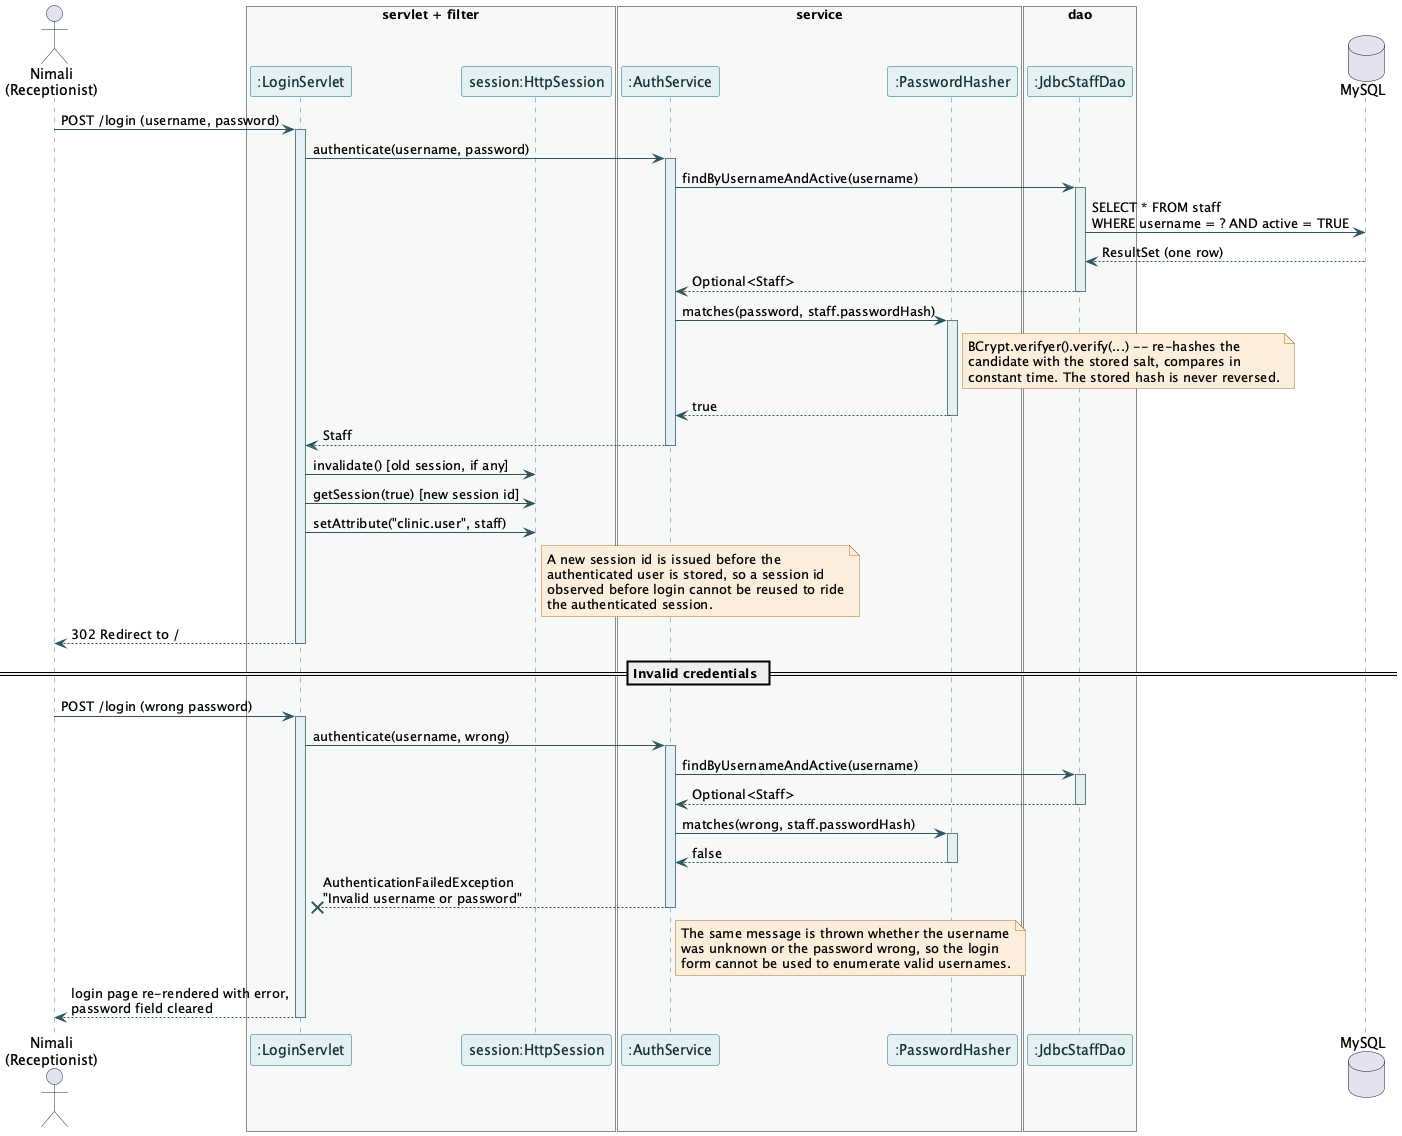 servlet + filter
service
dao
Nimali
(Receptionist)
:LoginServlet
session:HttpSession
:AuthService
:PasswordHasher
:JdbcStaffDao
MySQL
POST /login (username, password)
authenticate(username, password)
findByUsernameAndActive(username)
SELECT * FROM staff
WHERE username = ? AND active = TRUE
ResultSet (one row)
Optional<Staff>
matches(password, staff.passwordHash)
BCrypt.verifyer().verify(...) -- re-hashes the
candidate with the stored salt, compares in
constant time. The stored hash is never reversed.
true
Staff
invalidate() [old session, if any]
getSession(true) [new session id]
setAttribute("clinic.user", staff)
A new session id is issued before the
authenticated user is stored, so a session id
observed before login cannot be reused to ride
the authenticated session.
302 Redirect to /
Invalid credentials
POST /login (wrong password)
authenticate(username, wrong)
findByUsernameAndActive(username)
Optional<Staff>
matches(wrong, staff.passwordHash)
false
AuthenticationFailedException
"Invalid username or password"
The same message is thrown whether the username
was unknown or the password wrong, so the login
form cannot be used to enumerate valid usernames.
login page re-rendered with error,
password field cleared
Nimali
(Receptionist)
:LoginServlet
session:HttpSession
:AuthService
:PasswordHasher
:JdbcStaffDao
MySQL